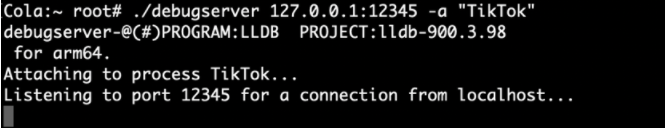 Cola:~ root# ./debugserver 127.0.0.1:12345 -a "TikTok"
debugserver-@(#)PROGRAM:LLDB  PROJECT:lldb-900.3.98
 for arm64.
Attaching to process TikTok...
Listening to port 12345 for a connection from localhost...